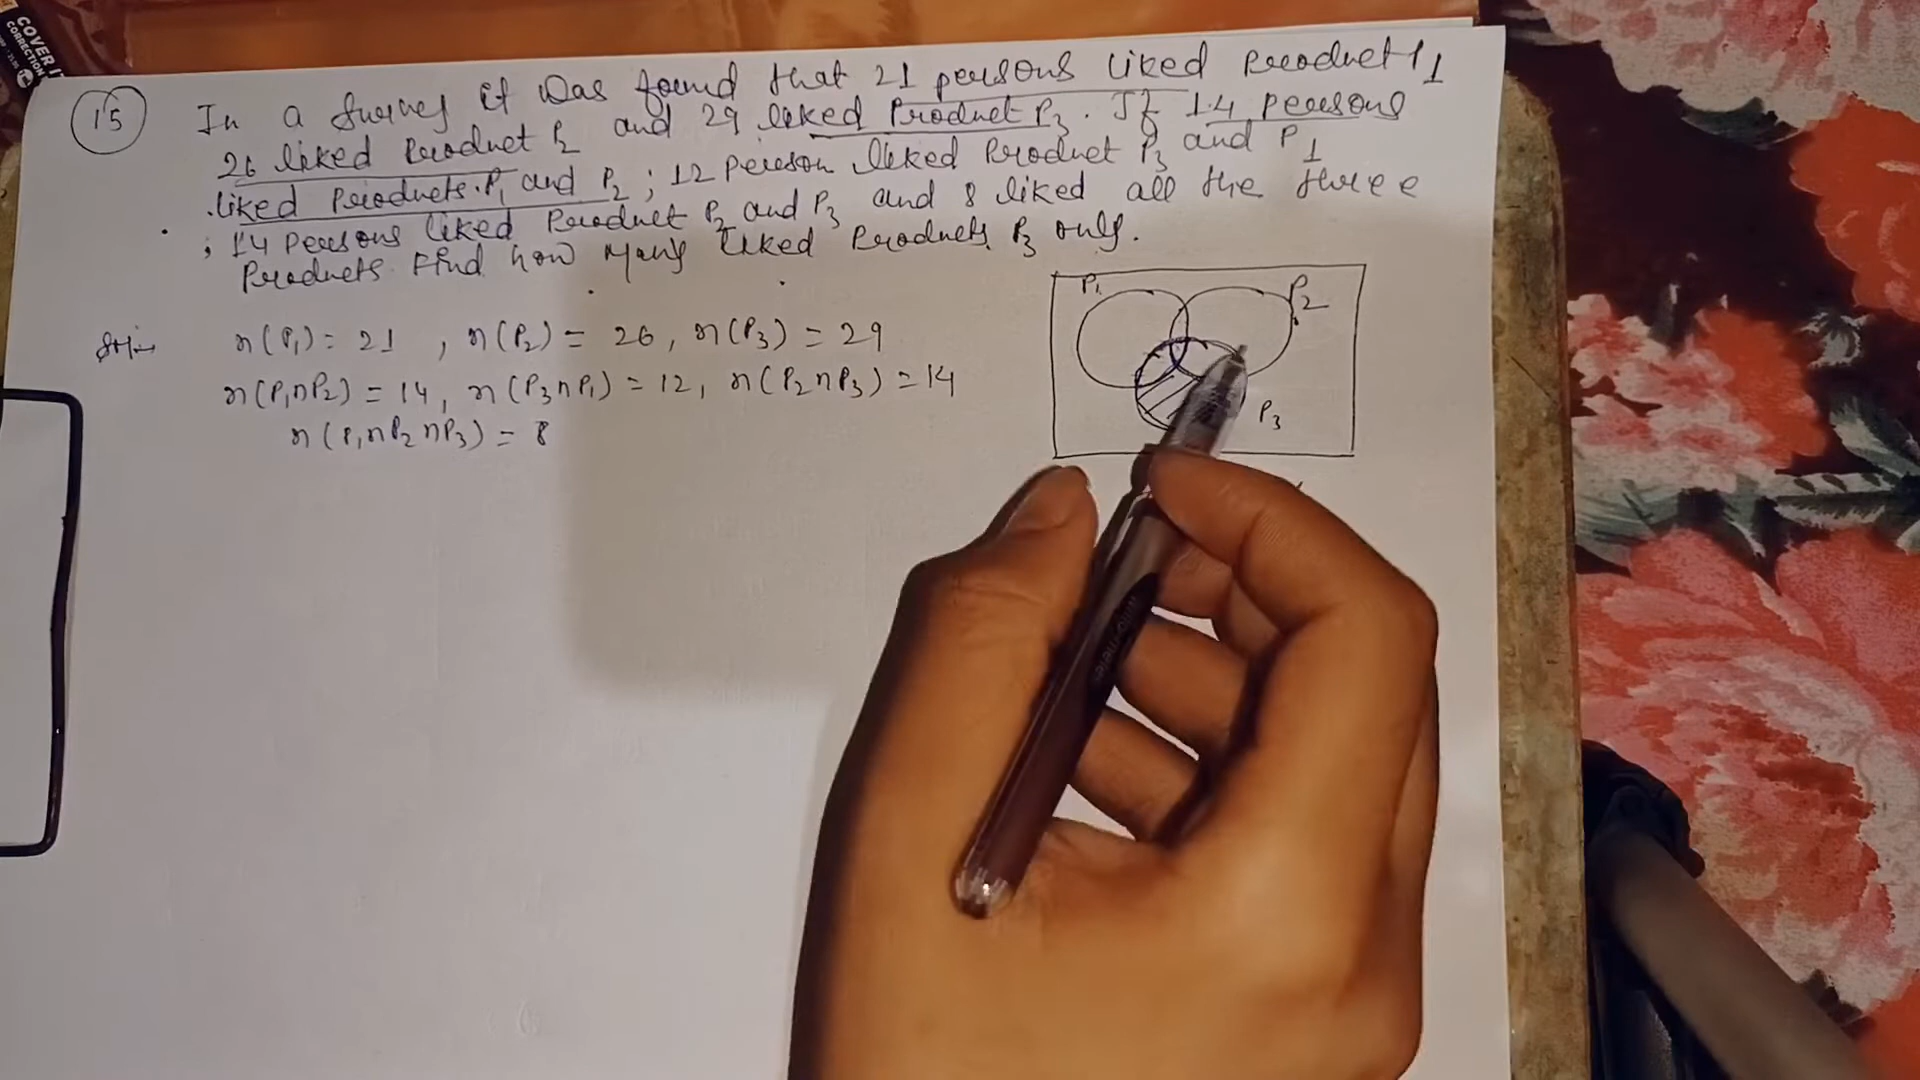 COVER IT
CORRECTION
15
In a survey it was found that 21 persons liked Product P1
26 liked Product P2 and 29 liked Product P3. If 14 persons
liked Products P1 and P2 ; 12 person liked Product P3 and P1
; 14 persons liked Product P2 and P3 and 8 liked all the three
Products. Find how many liked Products P3 only.
Sol:-
n(P1) = 21 , n(P2) = 26, n(P3) = 29
n(P1∩P2) = 14, n(P3∩P1) = 12, n(P2∩P3) = 14
n(P1∩P2∩P3) = 8
P1
P2
P3